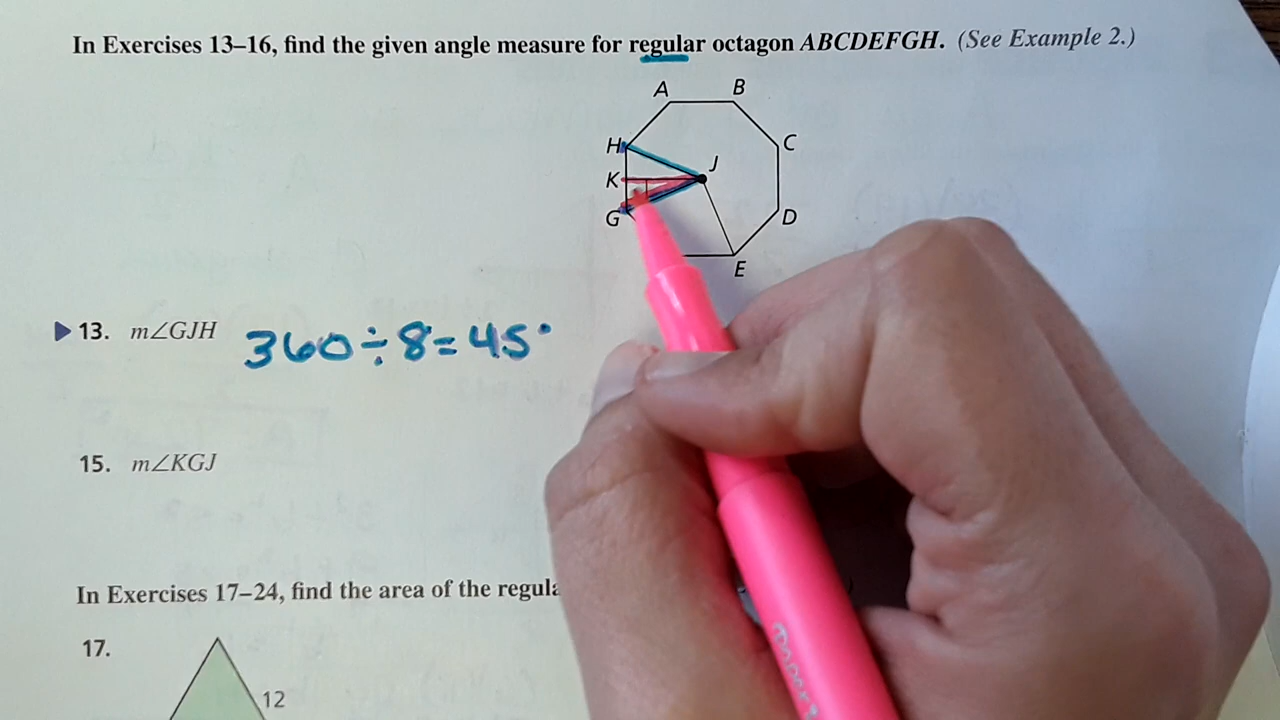 In Exercises 13–16, find the given angle measure for regular octagon ABCDEFGH. (See Example 2.)
A B
H C
J
K
G D
E
13. m∠GJH 360÷8=45°
15. m∠KGJ
In Exercises 17–24, find the area of the
17.
12